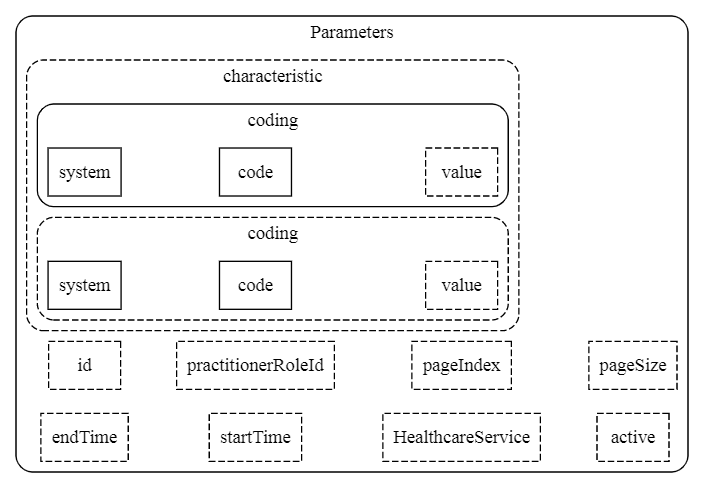 Parameters
characteristic
coding
system code value
coding
system code value
id practitionerRoleId pageIndex pageSize
endTime startTime HealthcareService active